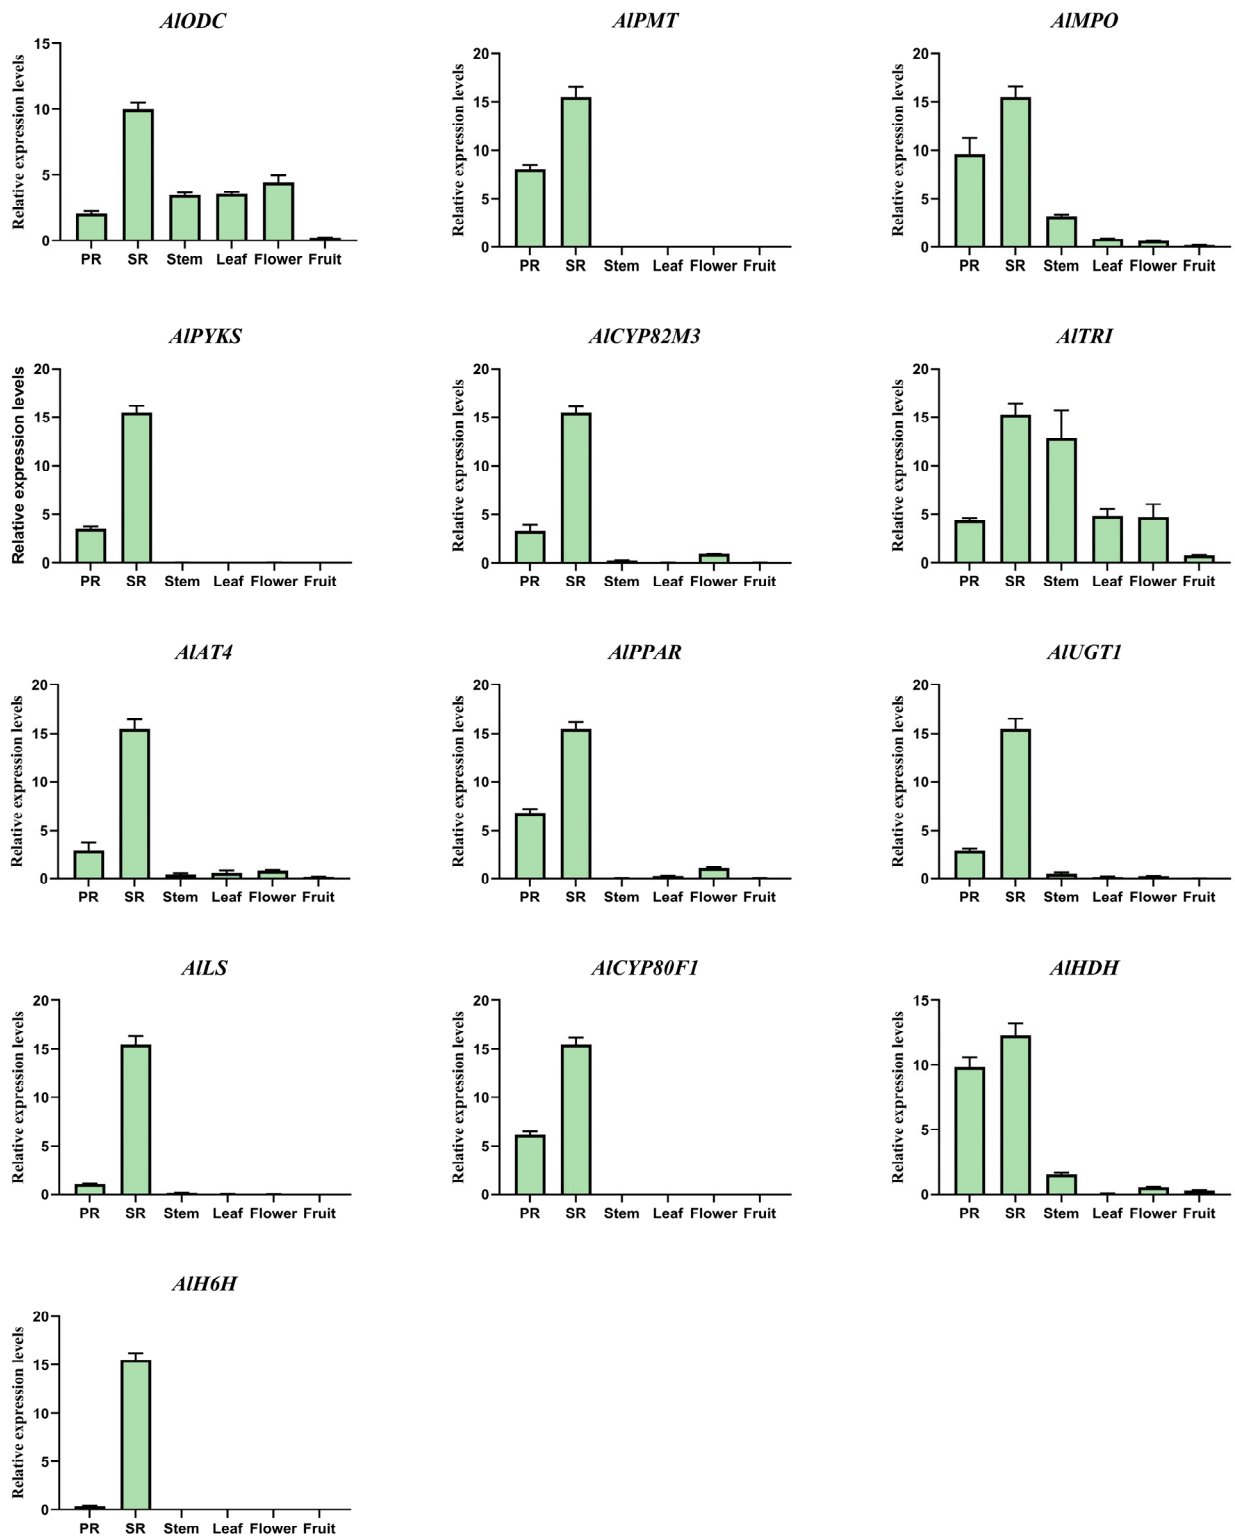 AlODC
Relative expression levels
15
10
5
0
PR SR Stem Leaf Flower Fruit
AlPMT
Relative expression levels
20
15
10
5
0
PR SR Stem Leaf Flower Fruit
AlMPO
Relative expression levels
20
15
10
5
0
PR SR Stem Leaf Flower Fruit
AlPYKS
Relative expression levels
20
15
10
5
0
PR SR Stem Leaf Flower Fruit
AlCYP82M3
Relative expression levels
20
15
10
5
0
PR SR Stem Leaf Flower Fruit
AlTRI
Relative expression levels
20
15
10
5
0
PR SR Stem Leaf Flower Fruit
AlAT4
Relative expression levels
20
15
10
5
0
PR SR Stem Leaf Flower Fruit
AlPPAR
Relative expression levels
20
15
10
5
0
PR SR Stem Leaf Flower Fruit
AlUGT1
Relative expression levels
20
15
10
5
0
PR SR Stem Leaf Flower Fruit
AlLS
Relative expression levels
20
15
10
5
0
PR SR Stem Leaf Flower Fruit
AlCYP80F1
Relative expression levels
20
15
10
5
0
PR SR Stem Leaf Flower Fruit
AlHDH
Relative expression levels
15
10
5
0
PR SR Stem Leaf Flower Fruit
AlH6H
Relative expression levels
20
15
10
5
0
PR SR Stem Leaf Flower Fruit